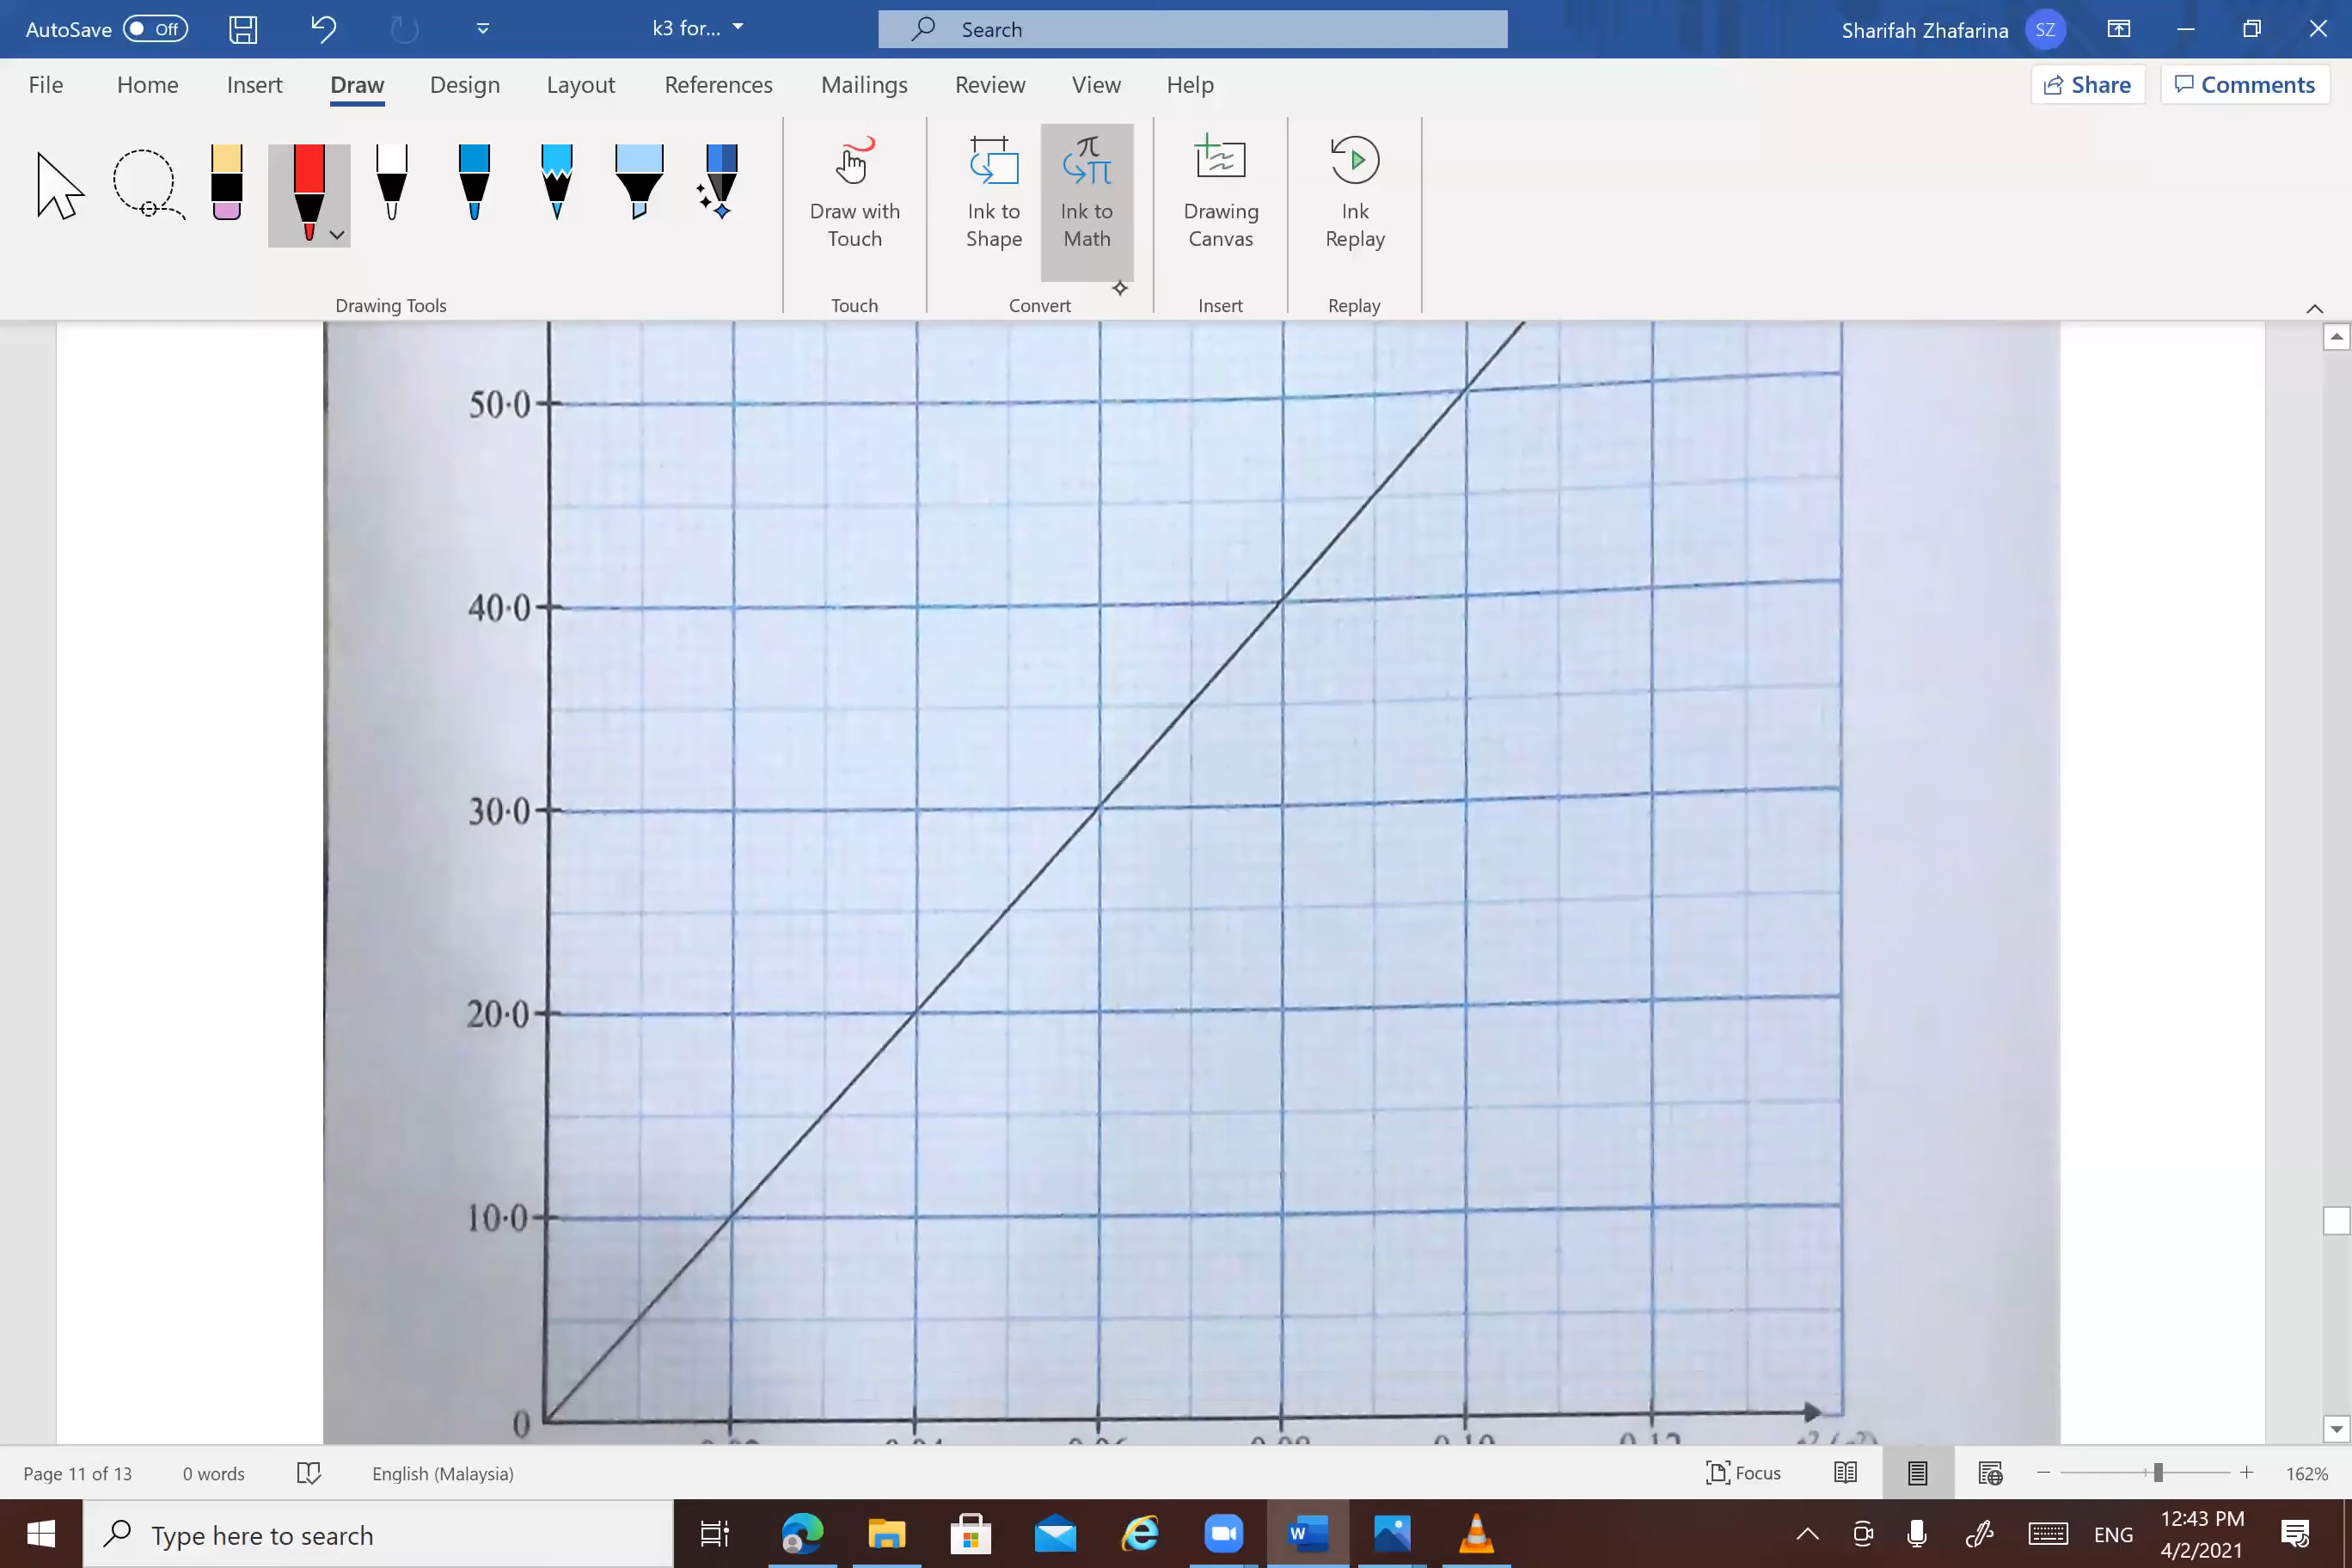 AutoSave Off k3 for... Search Sharifah Zhafarina SZ
File Home Insert Draw Design Layout References Mailings Review View Help Share Comments
Draw with Touch
Ink to Shape
π
Ink to Math
Drawing Canvas
Ink Replay
Drawing Tools Touch Convert Insert Replay
50·0
40·0
30·0
20·0
10·0
0
Page 11 of 13 0 words English (Malaysia) Focus 162%
Type here to search ENG 12:43 PM
4/2/2021